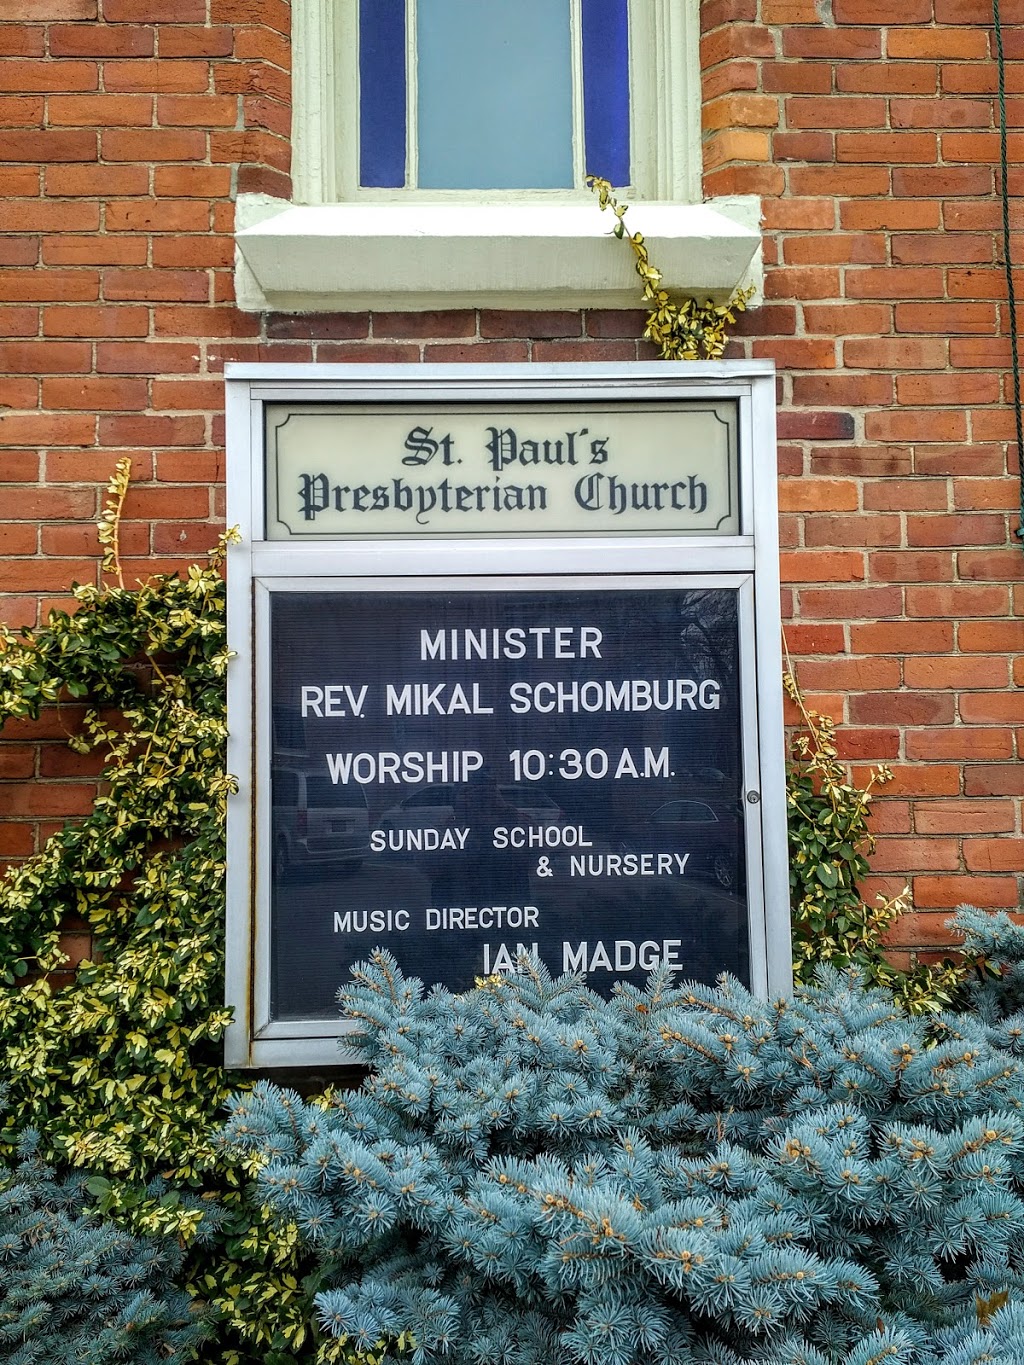 St. Paul's
Presbyterian Church
MINISTER
REV. MIKAL SCHOMBURG
WORSHIP 10:30 A.M.
SUNDAY SCHOOL
& NURSERY
MUSIC DIRECTOR
IAN MADGE